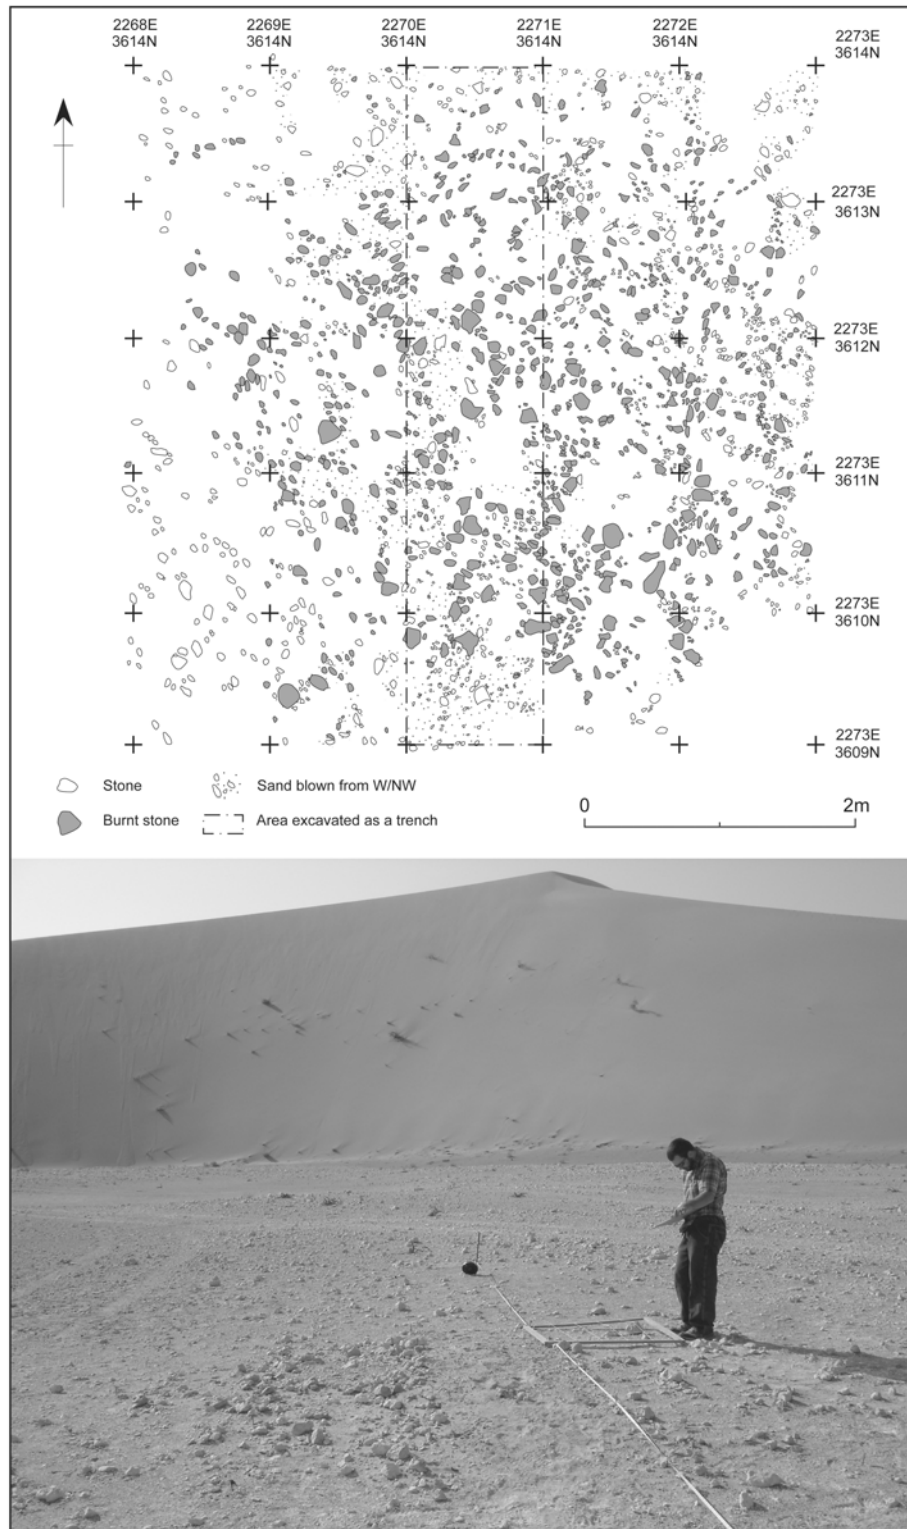 2268E
3614N
2269E
3614N
2270E
3614N
2271E
3614N
2272E
3614N
2273E
3614N
2273E
3613N
2273E
3612N
2273E
3611N
2273E
3610N
2273E
3609N
Stone
Sand blown from W/NW
Burnt stone
Area excavated as a trench
0
2m